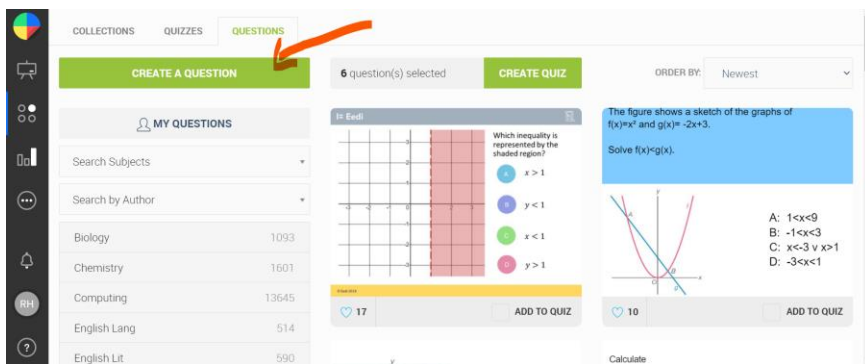 COLLECTIONS QUIZZES QUESTIONS
CREATE A QUESTION
6 question(s) selected
CREATE QUIZ
ORDER BY: Newest
MY QUESTIONS
Search Subjects
Search by Author
Biology 1093
Chemistry 1601
Computing 13645
English Lang 514
English Lit 590
Eedi
Which inequality is
represented by the
shaded region?
A x > 1
B y < 1
C x < 1
D y > 1
17 ADD TO QUIZ
The figure shows a sketch of the graphs of
f(x)=x² and g(x)= -2x+3.
Solve f(x)<g(x).
A: 1<x<9
B: -1<x<3
C: x<-3 v x>1
D: -3<x<1
10 ADD TO QUIZ
Calculate
RH